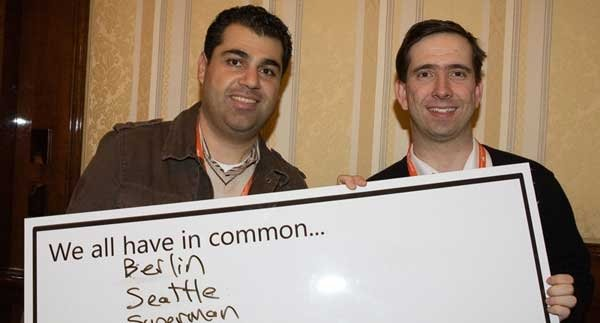 We all have in common...
Berlin
Seattle
Superman